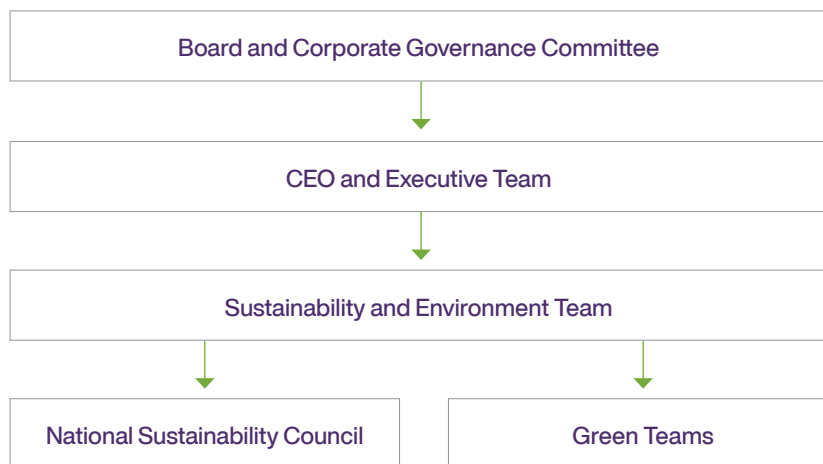 Board and Corporate Governance Committee
CEO and Executive Team
Sustainability and Environment Team
National Sustainability Council
Green Teams